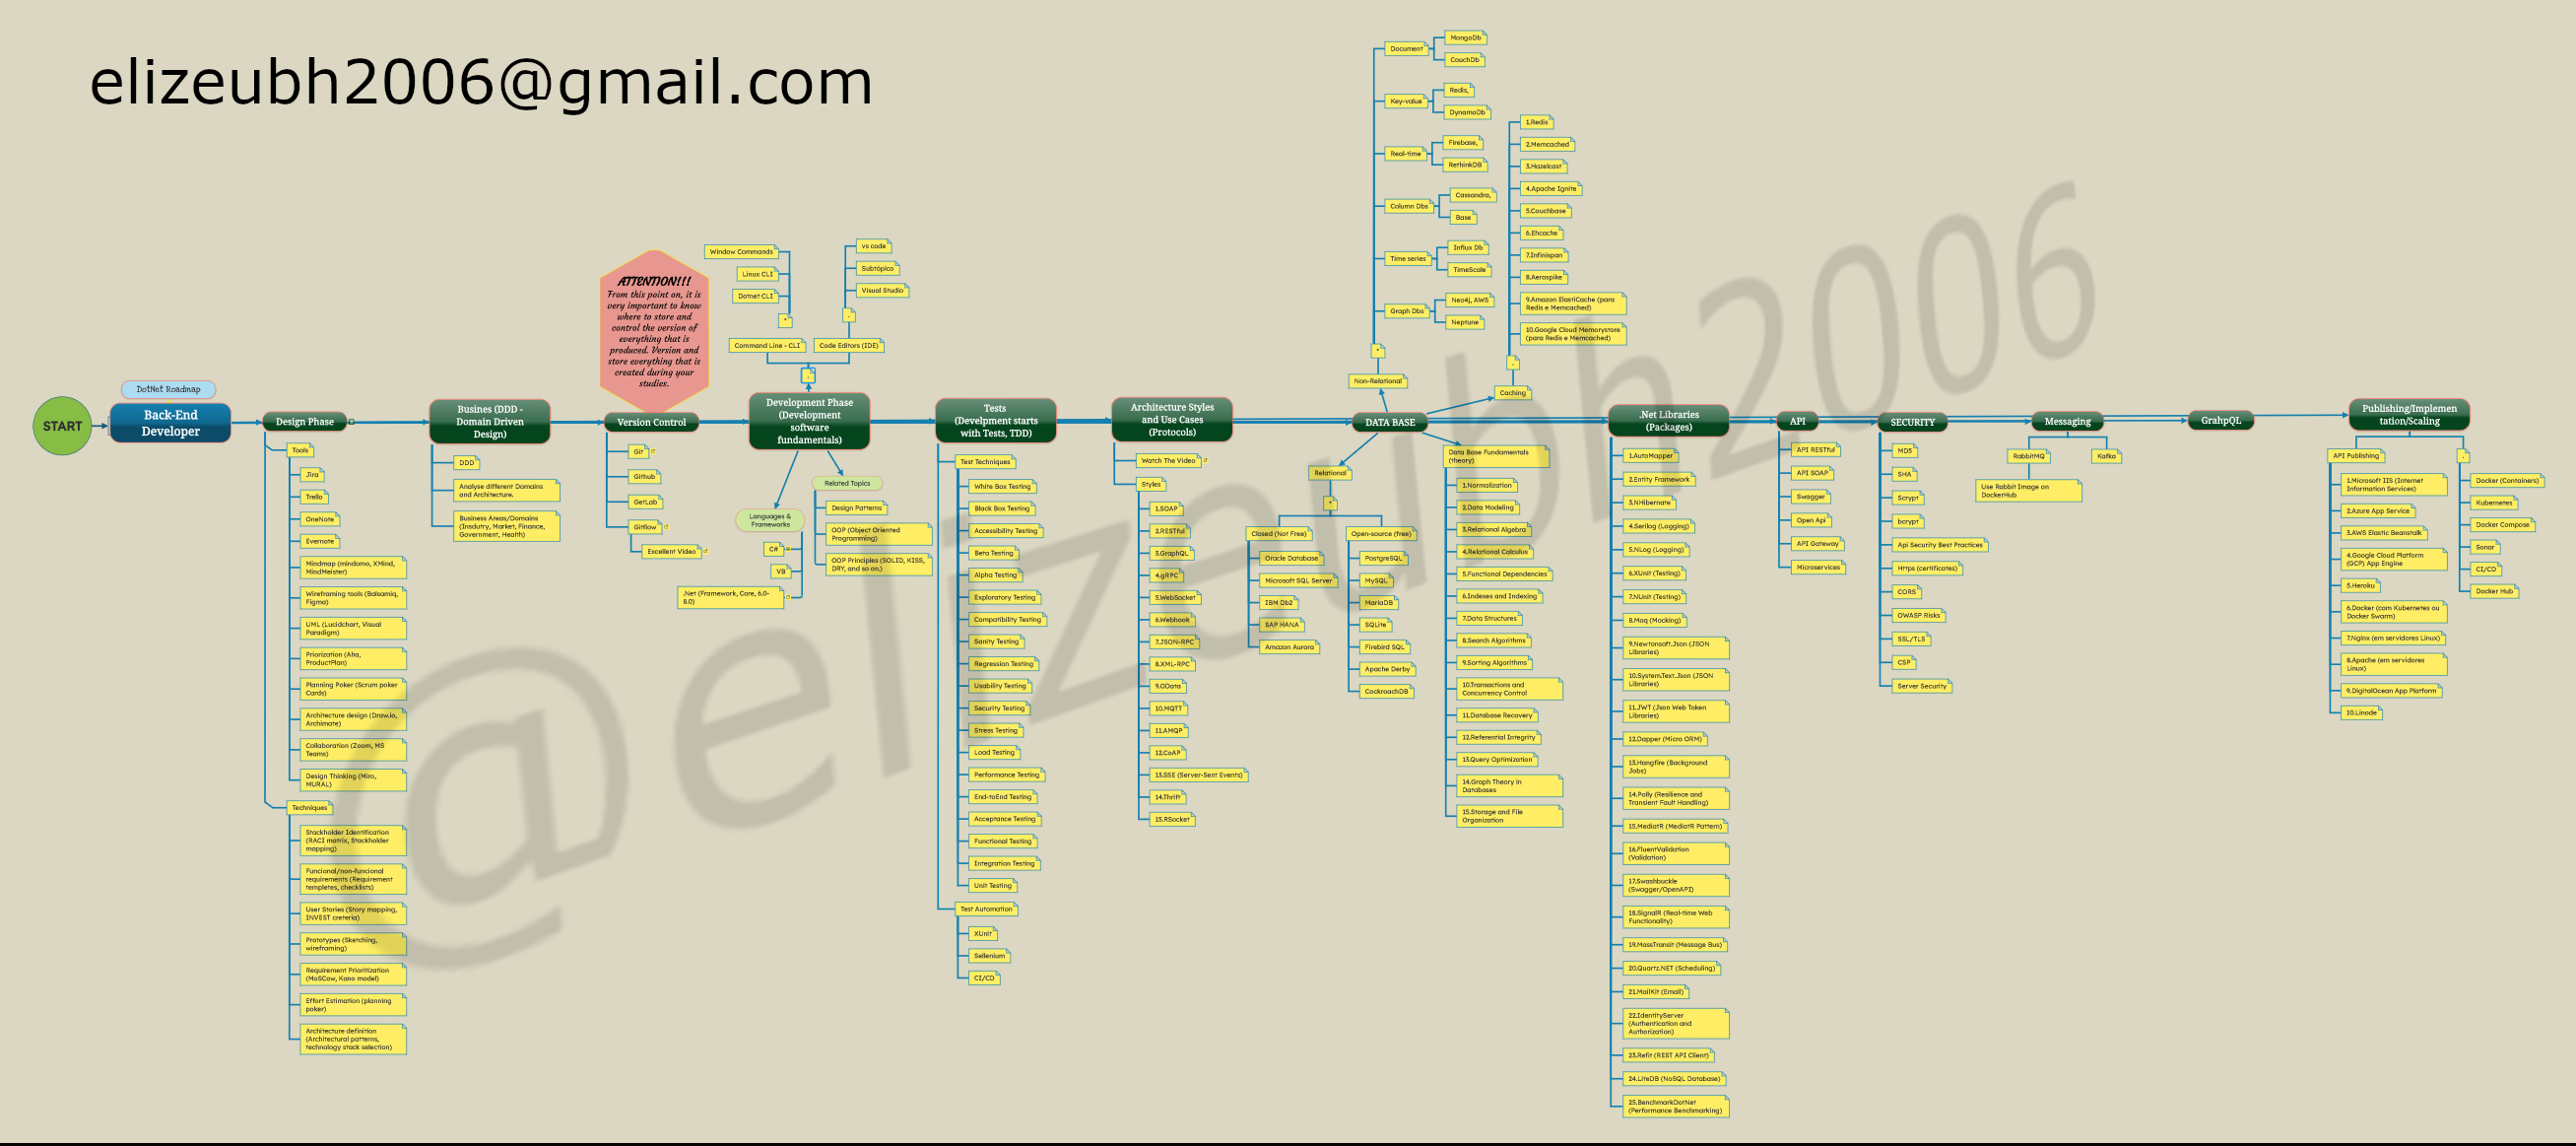 elizeubh2006@gmail.com
@elizeubh2006
START
DotNet Roadmap
Back-End
Developer
Design Phase
Tools
Jira
Trello
OneNote
Evernote
Mindmap (mindomo, XMind,
MindMeister)
Wireframing tools (Balsamiq,
Figma)
UML (Lucidchart, Visual
Paradigm)
Priorization (Aha,
ProductPlan)
Planning Poker (Scrum poker
Cards)
Architecture design (Draw.io,
Archimate)
Collaboration (Zoom, MS
Teams)
Design Thinking (Miro,
MURAL)
Techniques
Stackholder Identification
(RACI matrix, Stackholder
mapping)
Funcional/non-funcional
requirements (Requirement
templetes, checklists)
User Stories (Story mapping,
INVEST creteria)
Prototypes (Sketching,
wireframing)
Requirement Prioritization
(MoSCow, Kano model)
Effort Estimation (planning
poker)
Architecture definition
(Architectural patterns,
technology stack selection)
Busines (DDD -
Domain Driven
Design)
DDD
Analyse different Domains
and Architecture.
Business Areas/Domains
(Insdutry, Market, Finance,
Government, Health)
ATTENTION!!!
From this point on, it is
very important to know
where to store and
control the version of
everything that is
produced. Version and
store everything that is
created during your
studies.
Version Control
Git
Github
GetLab
Gitflow
Excellent Video
Window Commands
Linux CLI
Dotnet CLI
Command Line - CLI
vs code
Subtópico
Visual Studio
Code Editors (IDE)
Development Phase
(Development
software
fundamentals)
Languages &
Frameworks
C#
VB
.Net (Framework, Core, 6.0-
8.0)
Related Topics
Design Patterns
OOP (Object Oriented
Programming)
OOP Principles (SOLID, KISS,
DRY, and so on,)
Tests
(Develpment starts
with Tests, TDD)
Test Techniques
White Box Testing
Black Box Testing
Accessibility Testing
Beta Testing
Alpha Testing
Exploratory Testing
Compatibility Testing
Sanity Testing
Regression Testing
Usability Testing
Security Testing
Stress Testing
Load Testing
Performance Testing
End-toEnd Testing
Acceptance Testing
Functional Testing
Integration Testing
Unit Testing
Test Automation
XUnit
Sellenium
CI/CD
Architecture Styles
and Use Cases
(Protocols)
Watch The Video
Styles
1.SOAP
2.RESTful
3.GraphQL
4.gRPC
5.WebSocket
6.Webhook
7.JSON-RPC
8.XML-RPC
9.OData
10.MQTT
11.AMQP
12.CoAP
13.SSE (Server-Sent Events)
14.Thrift
15.RSocket
Document
MongoDb
CouchDb
Key-value
Redis,
DynamoDb
Real-time
Firebase,
RethinkDB
Column Dbs
Cassandra,
Base
Time series
Influx Db
TimeScale
Graph Dbs
Neo4j, AWS
Neptune
Non-Relational
1.Redis
2.Memcached
3.Hazelcast
4.Apache Ignite
5.Couchbase
6.Ehcache
7.Infinispan
8.Aerospike
9.Amazon ElastiCache (para
Redis e Memcached)
10.Google Cloud Memorystore
(para Redis e Memcached)
Caching
DATA BASE
Relational
Closed (Not Free)
Oracle Database
Microsoft SQL Server
IBM Db2
SAP HANA
Amazon Aurora
Open-source (free)
PostgreSQL
MySQL
MariaDB
SQLite
Firebird SQL
Apache Derby
CockroachDB
Data Base Fundamentals
(theory)
1.Normalization
2.Data Modeling
3.Relational Algebra
4.Relational Calculus
5.Functional Dependencies
6.Indexes and Indexing
7.Data Structures
8.Search Algorithms
9.Sorting Algorithms
10.Transactions and
Concurrency Control
11.Database Recovery
12.Referential Integrity
13.Query Optimization
14.Graph Theory in
Databases
15.Storage and File
Organization
.Net Libraries
(Packages)
1.AutoMapper
2.Entity Framework
3.NHibernate
4.Serilog (Logging)
5.NLog (Logging)
6.XUnit (Testing)
7.NUnit (Testing)
8.Moq (Mocking)
9.Newtonsoft.Json (JSON
Libraries)
10.System.Text.Json (JSON
Libraries)
11.JWT (Json Web Token
Libraries)
12.Dapper (Micro ORM)
13.Hangfire (Background
Jobs)
14.Polly (Resilience and
Transient Fault Handling)
15.MediatR (MediatR Pattern)
16.FluentValidation
(Validation)
17.Swashbuckle
(Swagger/OpenAPI)
18.SignalR (Real-time Web
Functionality)
19.MassTransit (Message Bus)
20.Quartz.NET (Scheduling)
21.MailKit (Email)
22.IdentityServer
(Authentication and
Authorization)
23.Refit (REST API Client)
24.LiteDB (NoSQL Database)
25.BenchmarkDotNet
(Performance Benchmarking)
API
API RESTful
API SOAP
Swagger
Open Api
API Gateway
Microservices
SECURITY
MD5
SHA
Scrypt
bcrypt
Api Security Best Practices
Https (certificates)
CORS
OWASP Risks
SSL/TLS
CSP
Server Security
Messaging
RabbitMQ
Use Rabbit Image on
DockerHub
Kafka
GrahpQL
Publishing/Implemen
tation/Scaling
API Publishing
1.Microsoft IIS (Internet
Information Services)
2.Azure App Service
3.AWS Elastic Beanstalk
4.Google Cloud Platform
(GCP) App Engine
5.Heroku
6.Docker (com Kubernetes ou
Docker Swarm)
7.Nginx (em servidores Linux)
8.Apache (em servidores
Linux)
9.DigitalOcean App Platform
10.Linode
Docker (Containers)
Kubernetes
Docker Compose
Sonar
CI/CD
Docker Hub